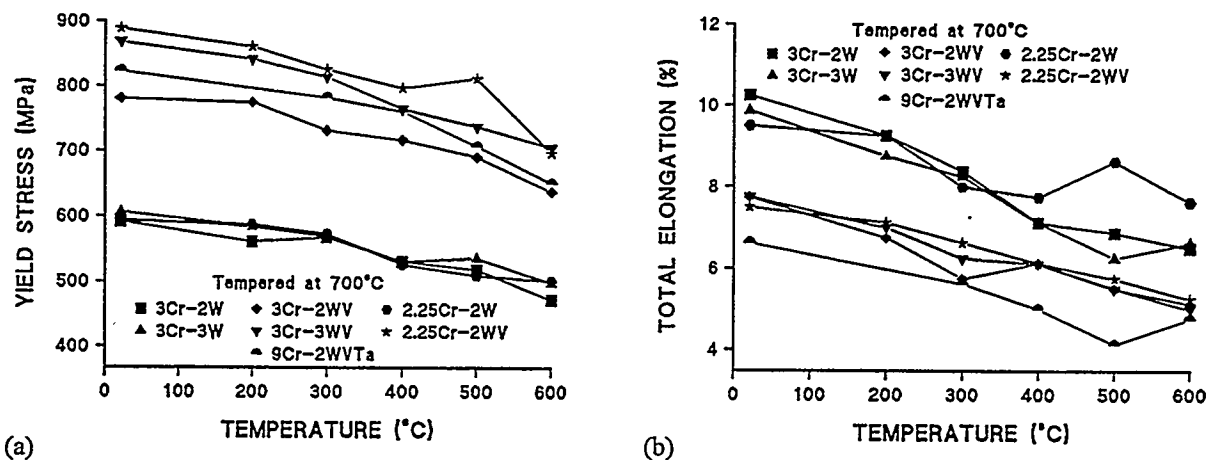 900
800
700
600
500
400
YIELD STRESS (MPa)
Tempered at 700°C
3Cr-2W 3Cr-2WV 2.25Cr-2W
3Cr-3W 3Cr-3WV 2.25Cr-2WV
9Cr-2WVTa
0 100 200 300 400 500 600
TEMPERATURE (°C)
(a)
12
10
8
6
4
TOTAL ELONGATION (%)
Tempered at 700°C
3Cr-2W 3Cr-2WV 2.25Cr-2W
3Cr-3W 3Cr-3WV 2.25Cr-2WV
9Cr-2WVTa
0 100 200 300 400 500 600
TEMPERATURE (°C)
(b)